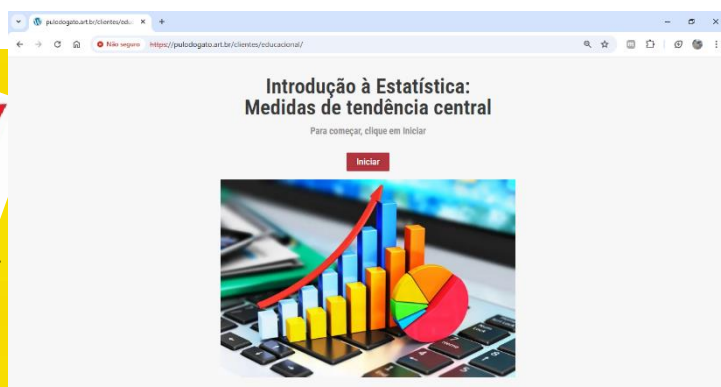 pulodogato.art.br/clientes/edu
Não seguro
https://pulodogato.art.br/clientes/educacional/
Introdução à Estatística:
Medidas de tendência central
Para começar, clique em Iniciar
Iniciar